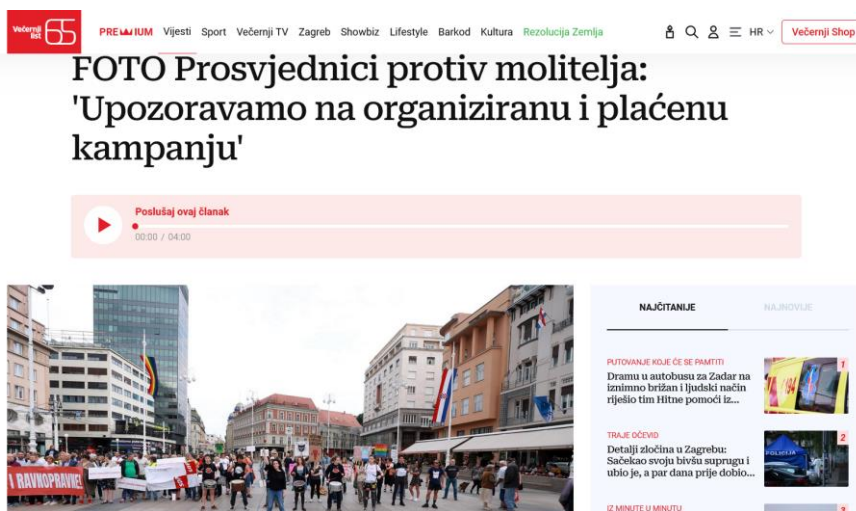 Večernji list 65
PREMIUM Vijesti Sport Večernji TV Zagreb Showbiz Lifestyle Barkod Kultura Rezolucija Zemlja HR Večernji Shop
FOTO Prosvjednici protiv molitelja:
'Upozoravamo na organiziranu i plaćenu
kampanju'
Poslušaj ovaj članak
00:00 / 04:00
I RAVNOPRAVNE!
NAJČITANIJE
NAJNOVIJE
PUTOVANJE KOJE ĆE SE PAMTITI
Dramu u autobusu za Zadar na
iznimno brižan i ljudski način
riješio tim Hitne pomoći iz...
194
1
TRAJE OČEVID
Detalji zločina u Zagrebu:
Sačekao svoju bivšu suprugu i
ubio je, a par dana prije dobio...
POLICIJA
2
IZ MINUTE U MINUTU
3